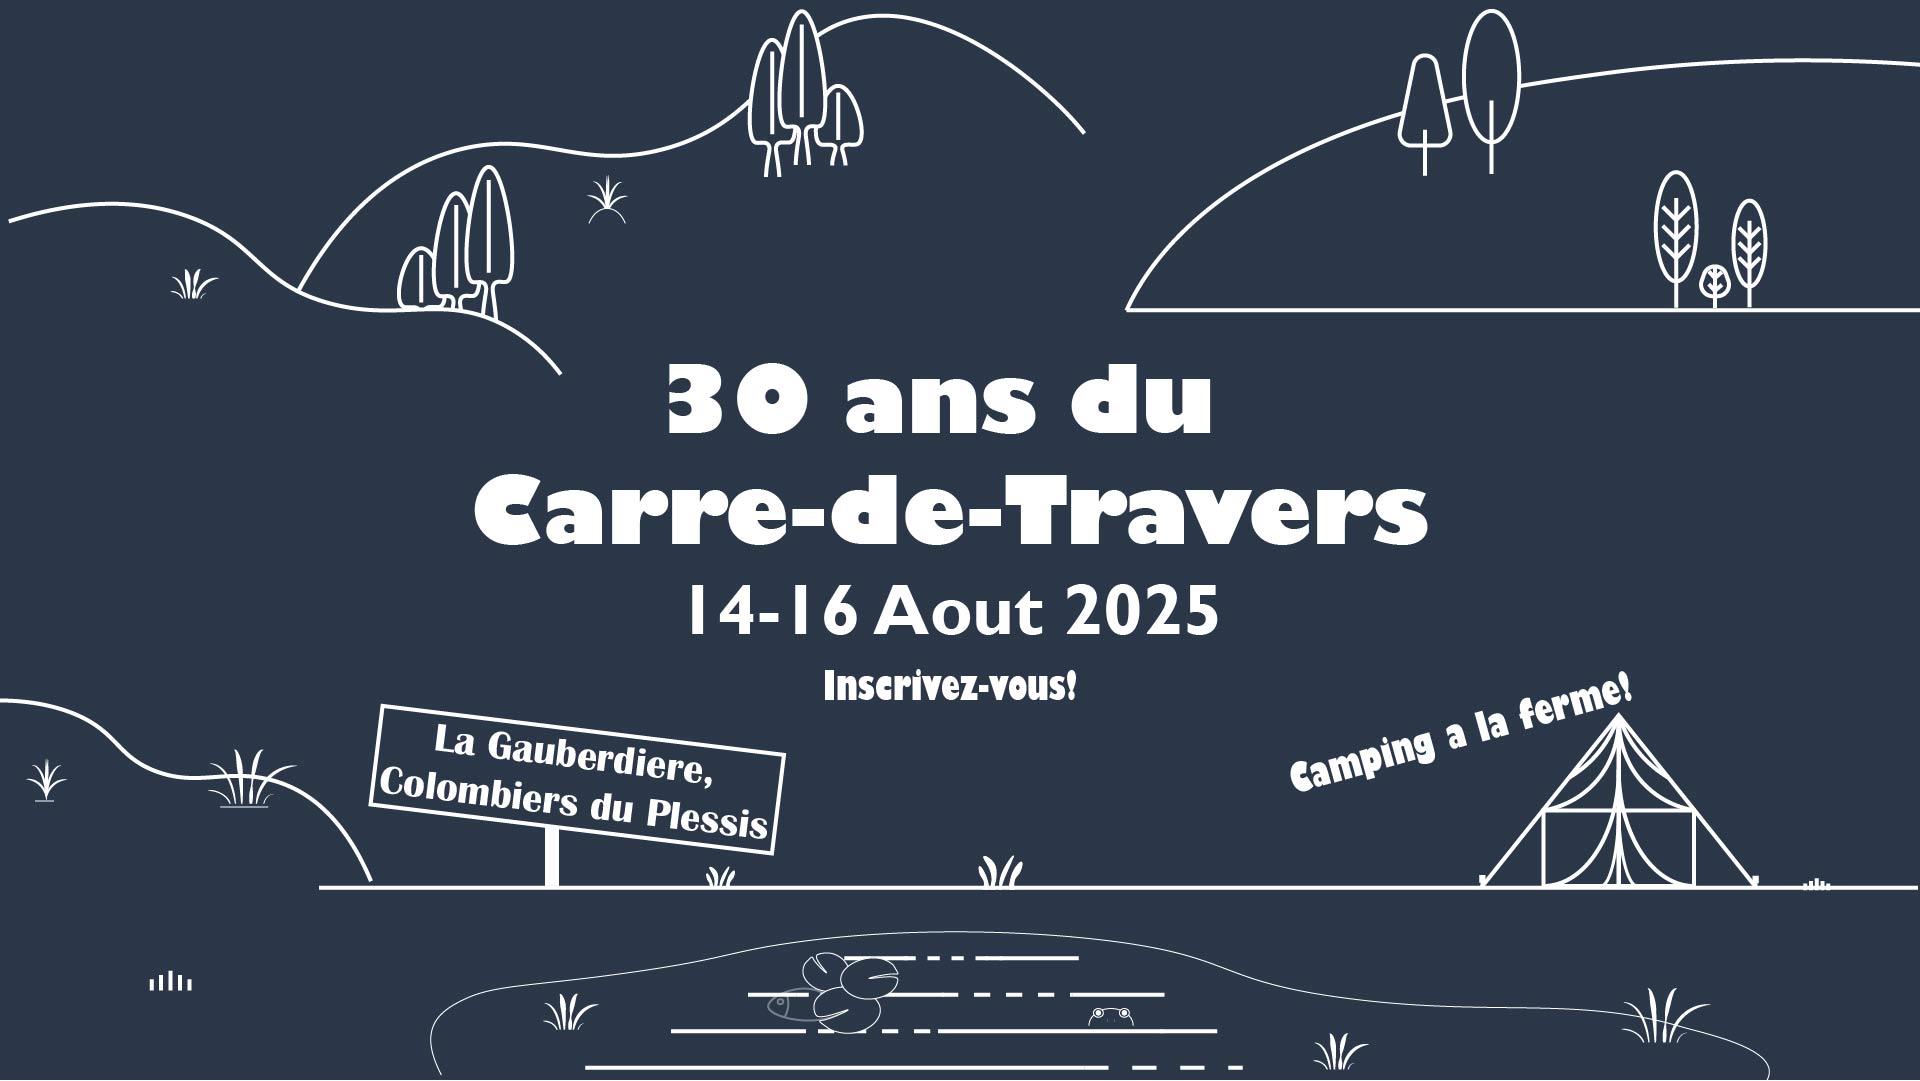 30 ans du
Carre-de-Travers
14-16 Aout 2025
Inscrivez-vous!
Camping a la ferme!
La Gauberdiere,
Colombiers du Plessis